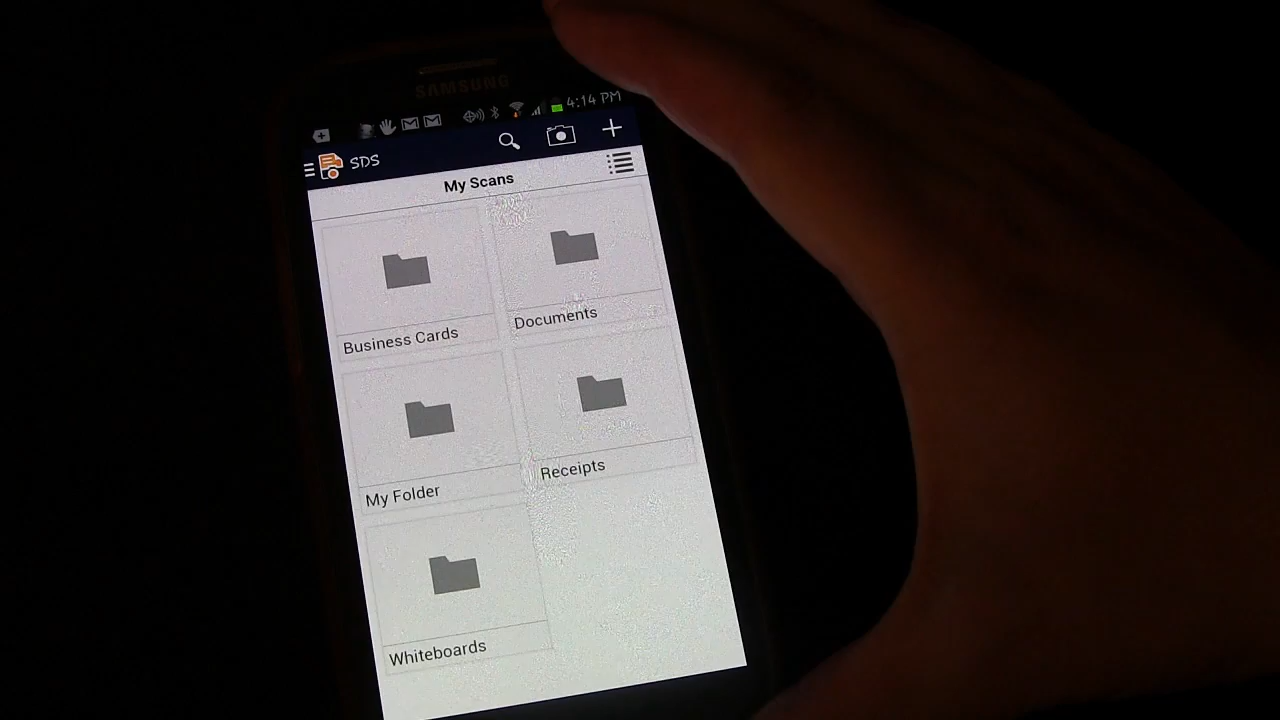 SAMSUNG
4:14 PM
SDS
My Scans
Business Cards
Documents
My Folder
Receipts
Whiteboards